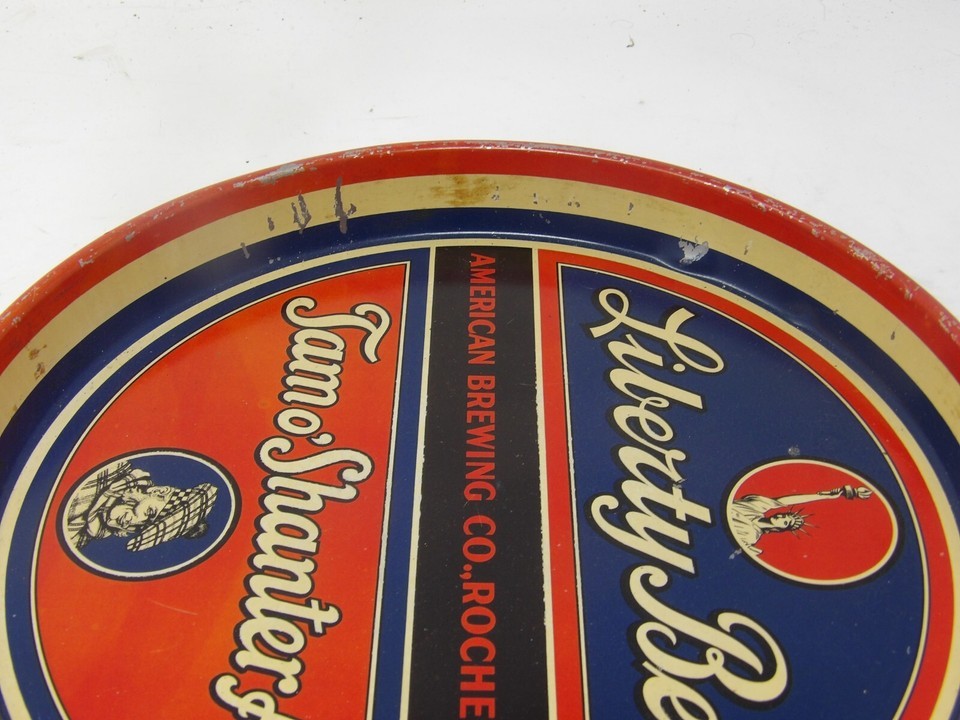 Liberty Be
AMERICAN BREWING CO., ROCHE
Tam o' Shanter